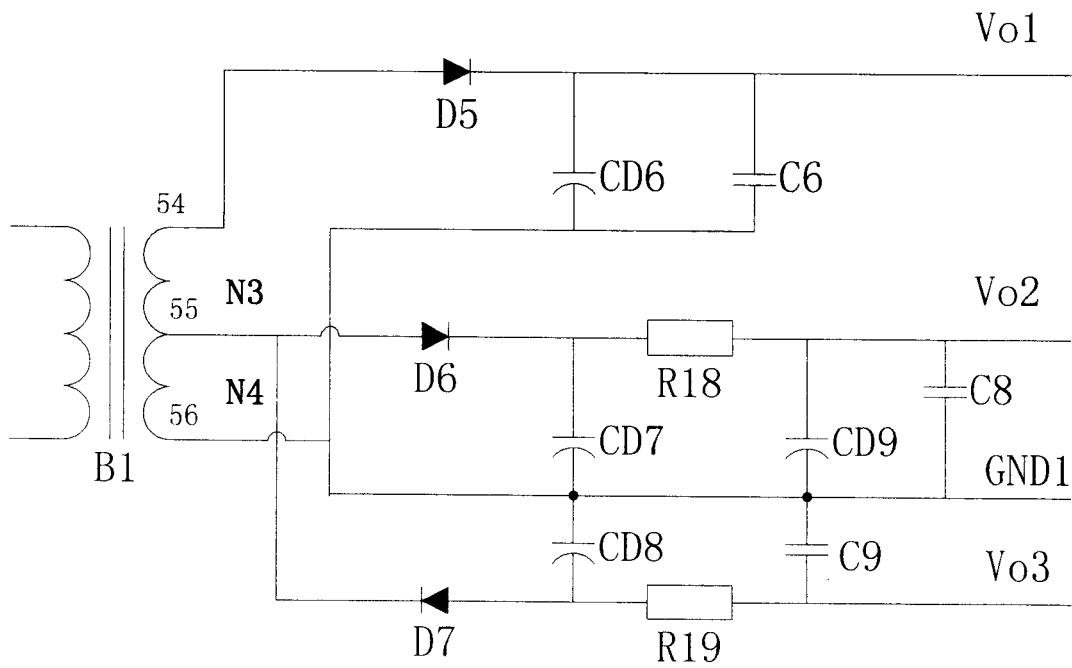 Vo1
D5
CD6
C6
54
N3
55
Vo2
D6
R18
C8
N4
56
CD7
CD9
B1
GND1
CD8
C9
Vo3
D7
R19